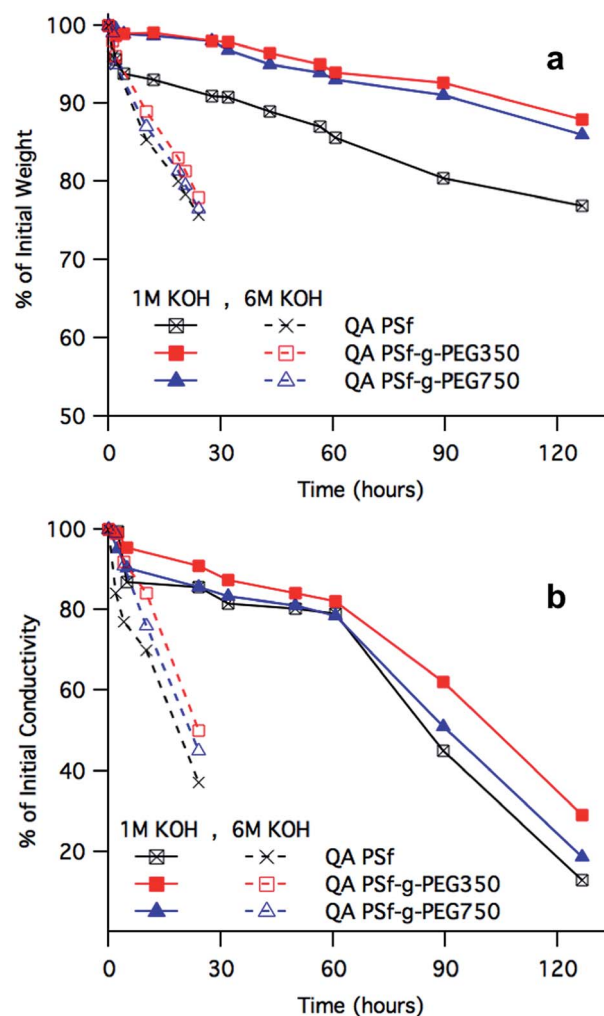 100
90
80
70
60
50
% of Initial Weight
a
1M KOH , 6M KOH
QA PSf
QA PSf-g-PEG350
QA PSf-g-PEG750
0 30 60 90 120
Time (hours)
100
80
60
40
20
% of Initial Conductivity
b
1M KOH , 6M KOH
QA PSf
QA PSf-g-PEG350
QA PSf-g-PEG750
0 30 60 90 120
Time (hours)